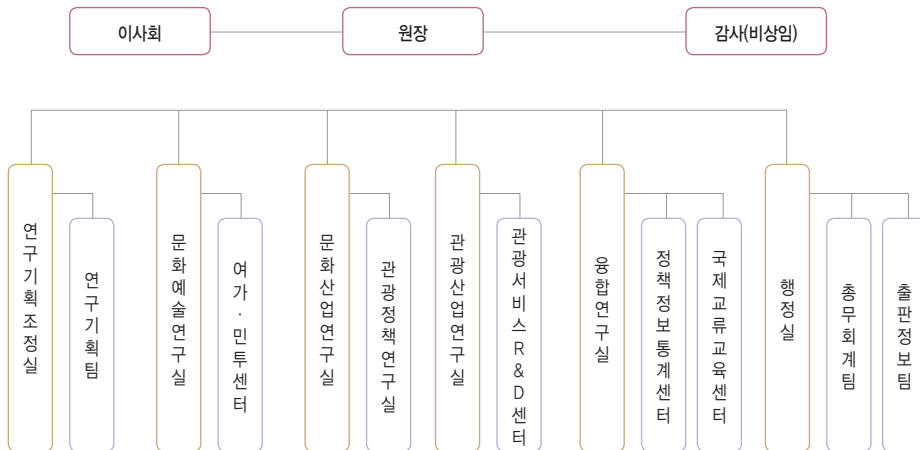 이사회
원장
감사(비상임)
연구기획조정실
연구기획팀
문화예술연구실
여가·민투센터
문화산업연구실
관광정책연구실
관광산업연구실
관광서비스R&D센터
융합연구실
정책정보통계센터
국제교류교육센터
행정실
총무회계팀
출판정보팀